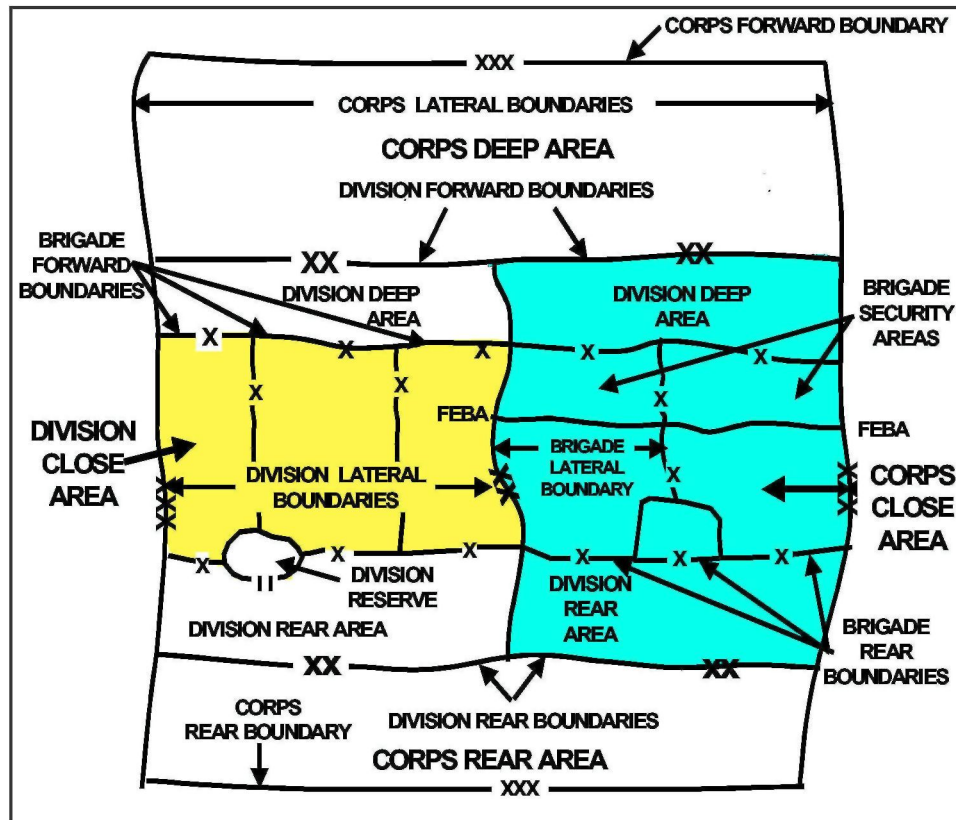 CORPS FORWARD BOUNDARY
XXX
CORPS LATERAL BOUNDARIES
CORPS DEEP AREA
DIVISION FORWARD BOUNDARIES
BRIGADE
FORWARD
BOUNDARIES
XX
XX
DIVISION DEEP
AREA
DIVISION DEEP
AREA
BRIGADE
SECURITY
AREAS
X
X
X
X
X
X
X
X
FEBA
FEBA
DIVISION
CLOSE
AREA
DIVISION LATERAL
BOUNDARIES
BRIGADE
LATERAL
BOUNDARY
X
XX
XX
XX
XX
CORPS
CLOSE
AREA
X
X
X
X
X
X
II
DIVISION
RESERVE
DIVISION
REAR
AREA
DIVISION REAR AREA
BRIGADE
REAR
BOUNDARIES
XX
XX
CORPS
REAR BOUNDARY
DIVISION REAR BOUNDARIES
CORPS REAR AREA
XXX